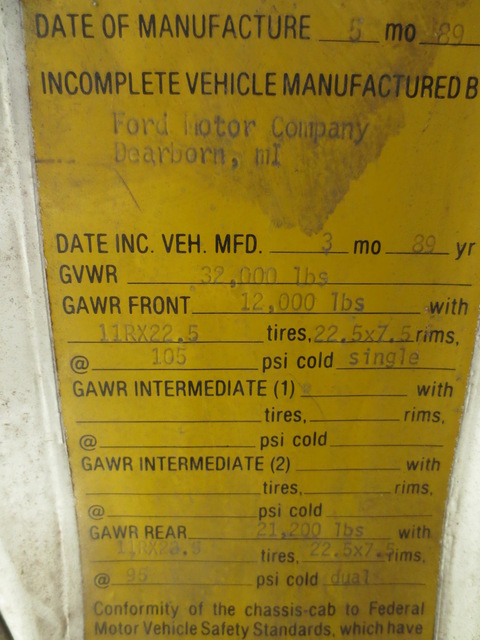 DATE OF MANUFACTURE 5 mo 89
INCOMPLETE VEHICLE MANUFACTURED B
Ford Motor Company
Dearborn, mI
DATE INC. VEH. MFD. 3 mo 89 yr
GVWR 32,000 lbs
GAWR FRONT 12,000 lbs with
11RX22.5 tires, 22.5x7.5 rims,
@ 105 psi cold single
GAWR INTERMEDIATE (1) with
tires, rims,
@ psi cold
GAWR INTERMEDIATE (2) with
tires, rims,
@ psi cold
GAWR REAR 21,200 lbs with
tires, 22.5x7.5 rims,
@ 95 psi cold dual
Conformity of the chassis-cab to Federal
Motor Vehicle Safety Standards, which have